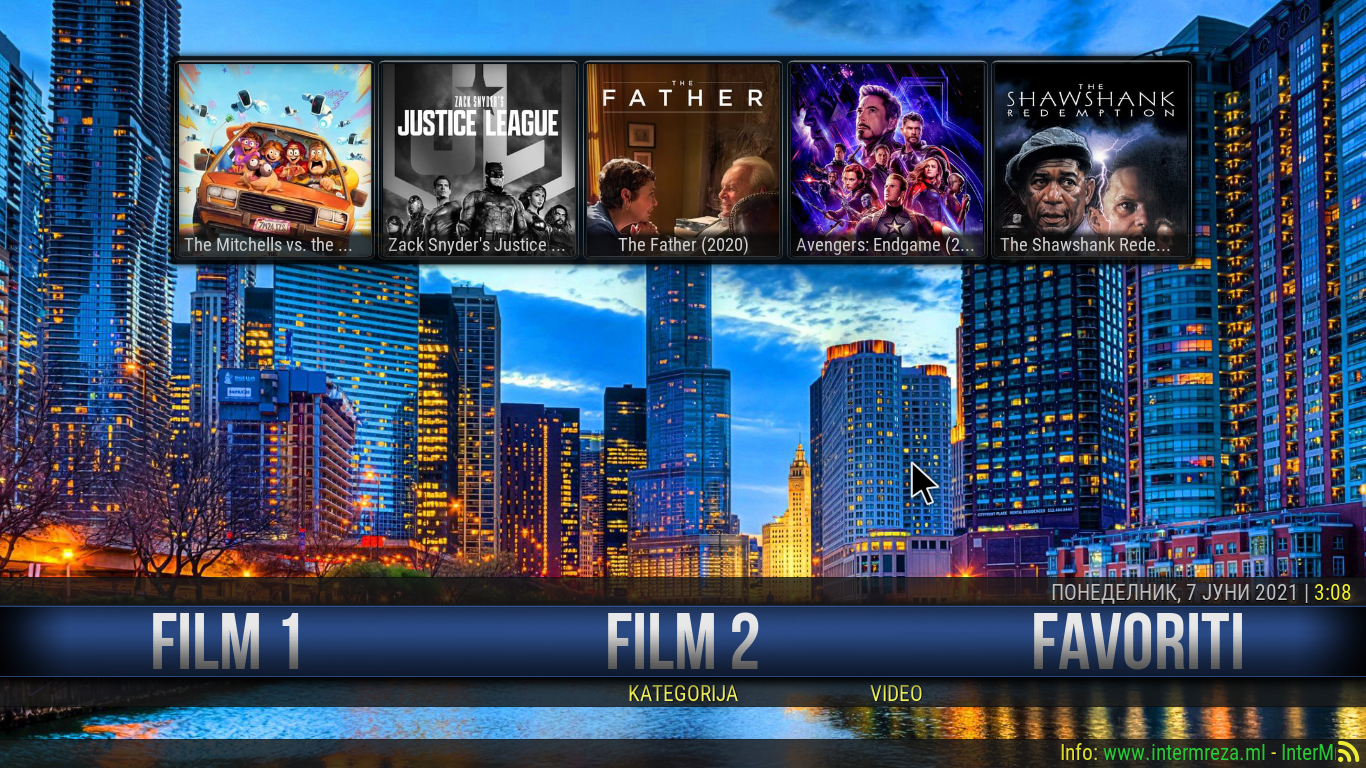 ZACK SNYDER'S
JUSTICE LEAGUE
THE
FATHER
THE
SHAWSHANK
REDEMPTION
The Mitchells vs. the ...
Zack Snyder's Justice ...
The Father (2020)
Avengers: Endgame (2...
The Shawshank Rede...
ПОНЕДЕЛНИК, 7 ЈУНИ 2021 | 3:08
FILM 1
FILM 2
FAVORITI
KATEGORIJA
VIDEO
Info: www.intermreza.ml - InterM